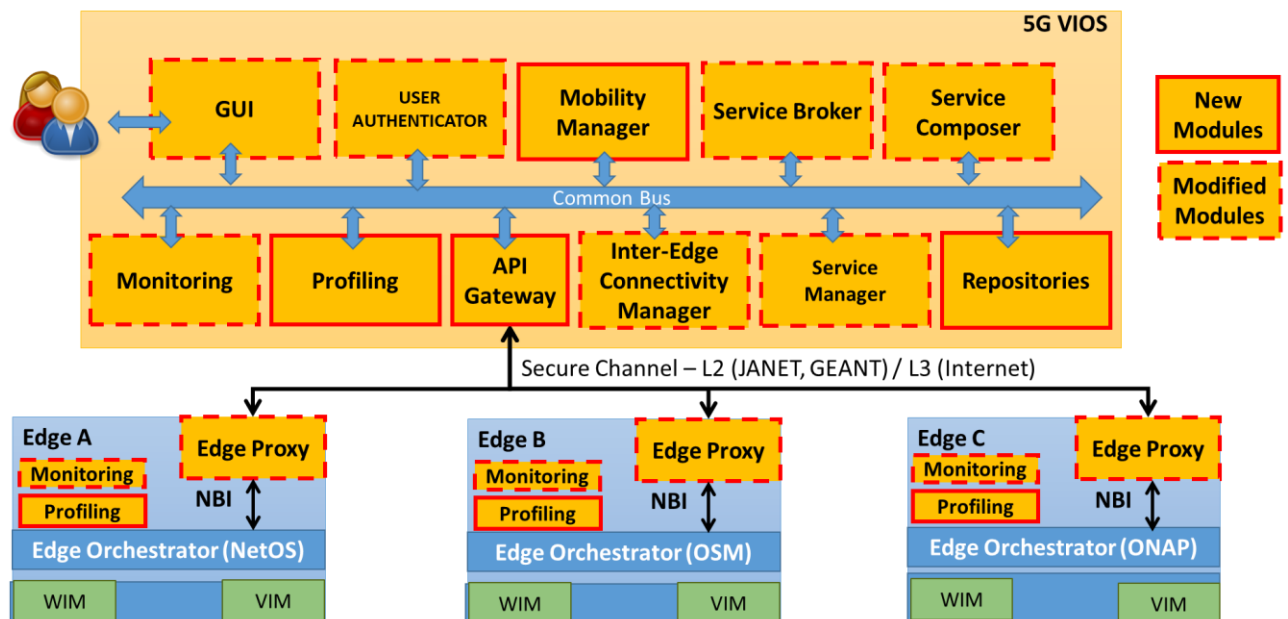 5G VIOS
GUI
USER
AUTHENTICATOR
Mobility
Manager
Service Broker
Service
Composer
New
Modules
Modified
Modules
Common Bus
Monitoring
Profiling
API
Gateway
Inter-Edge
Connectivity
Manager
Service
Manager
Repositories
Secure Channel – L2 (JANET, GEANT) / L3 (Internet)
Edge A
Edge Proxy
Monitoring
Profiling
NBI
Edge Orchestrator (NetOS)
WIM
VIM
Edge B
Edge Proxy
Monitoring
Profiling
NBI
Edge Orchestrator (OSM)
WIM
VIM
Edge C
Edge Proxy
Monitoring
Profiling
NBI
Edge Orchestrator (ONAP)
WIM
VIM